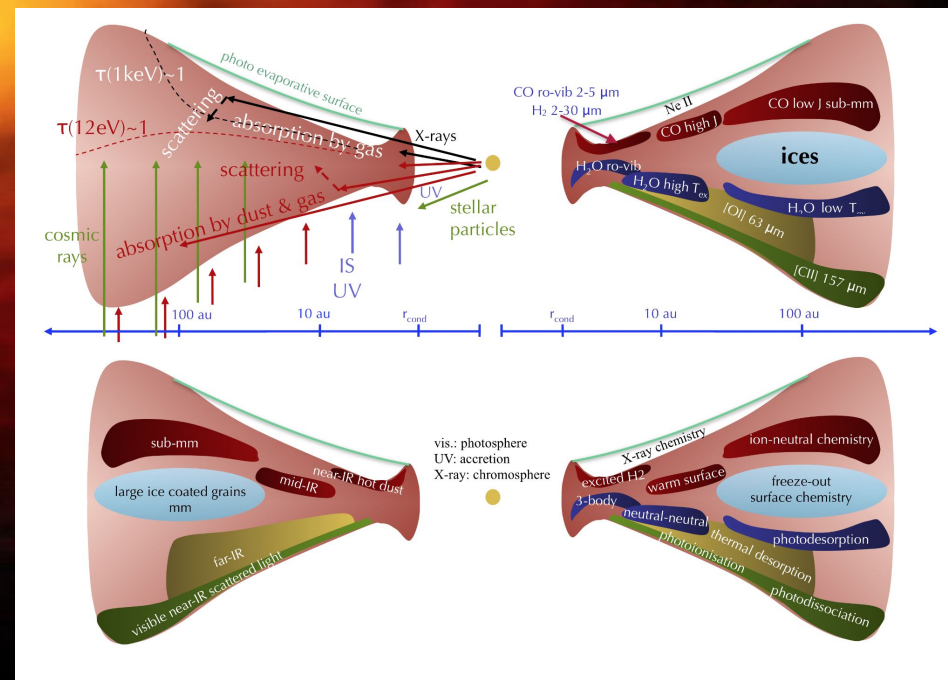 τ(1keV)~1
photo evaporative surface
scattering
τ(12eV)~1
absorption by gas
X-rays
scattering
UV
absorption by dust & gas
stellar
particles
cosmic
rays
IS
UV
CO ro-vib 2-5 μm
H₂ 2-30 μm
Ne II
CO high J
CO low J sub-mm
ices
H₂O ro-vib
H₂O high Tₑₓ
H₂O low T
[OI] 63 μm
[CII] 157 μm
100 au
10 au
r_cond
r_cond
10 au
100 au
sub-mm
near-IR hot dust
mid-IR
large ice coated grains
mm
far-IR
visible near-IR scattered light
vis.: photosphere
UV: accretion
X-ray: chromosphere
X-ray chemistry
ion-neutral chemistry
excited H2
warm surface
3-body
freeze-out
surface chemistry
neutral-neutral
photodesorption
thermal desorption
photoionisation
photodissociation